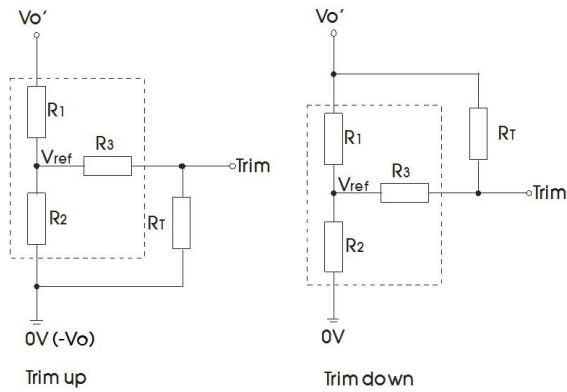 Vo'
R1
R3
Vref
Trim
R2
RT
0V (-Vo)
Trim up
Vo'
R1
RT
R3
Vref
Trim
R2
0V
Trim down